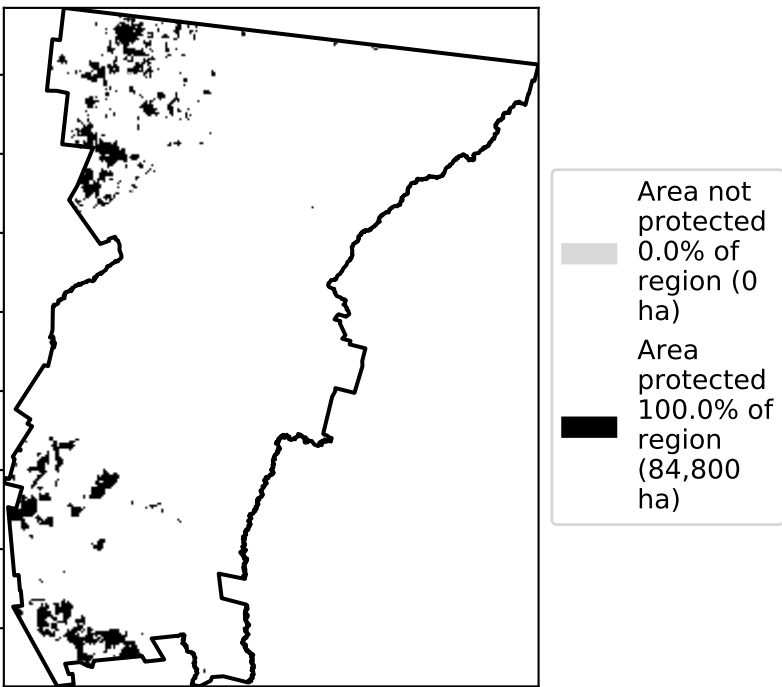 Area not
protected
0.0% of
region (0
ha)
Area
protected
100.0% of
region
(84,800
ha)